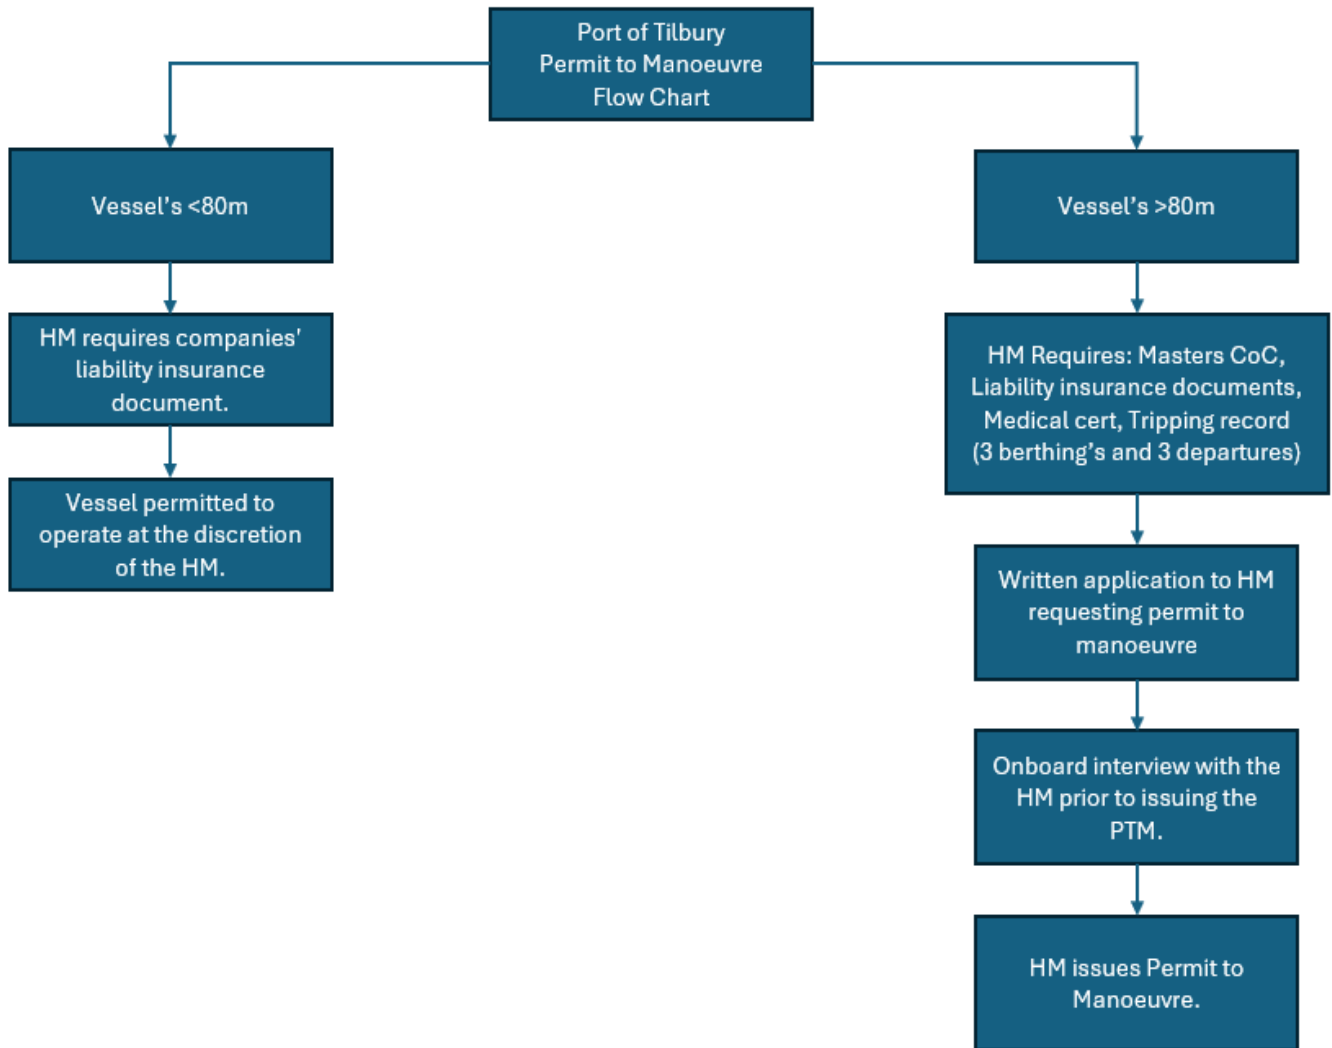 Port of Tilbury
Permit to Manoeuvre
Flow Chart
Vessel's <80m
HM requires companies'
liability insurance
document.
Vessel permitted to
operate at the discretion
of the HM.
Vessel's >80m
HM Requires: Masters CoC,
Liability insurance documents,
Medical cert, Tripping record
(3 berthing's and 3 departures)
Written application to HM
requesting permit to
manoeuvre
Onboard interview with the
HM prior to issuing the
PTM.
HM issues Permit to
Manoeuvre.